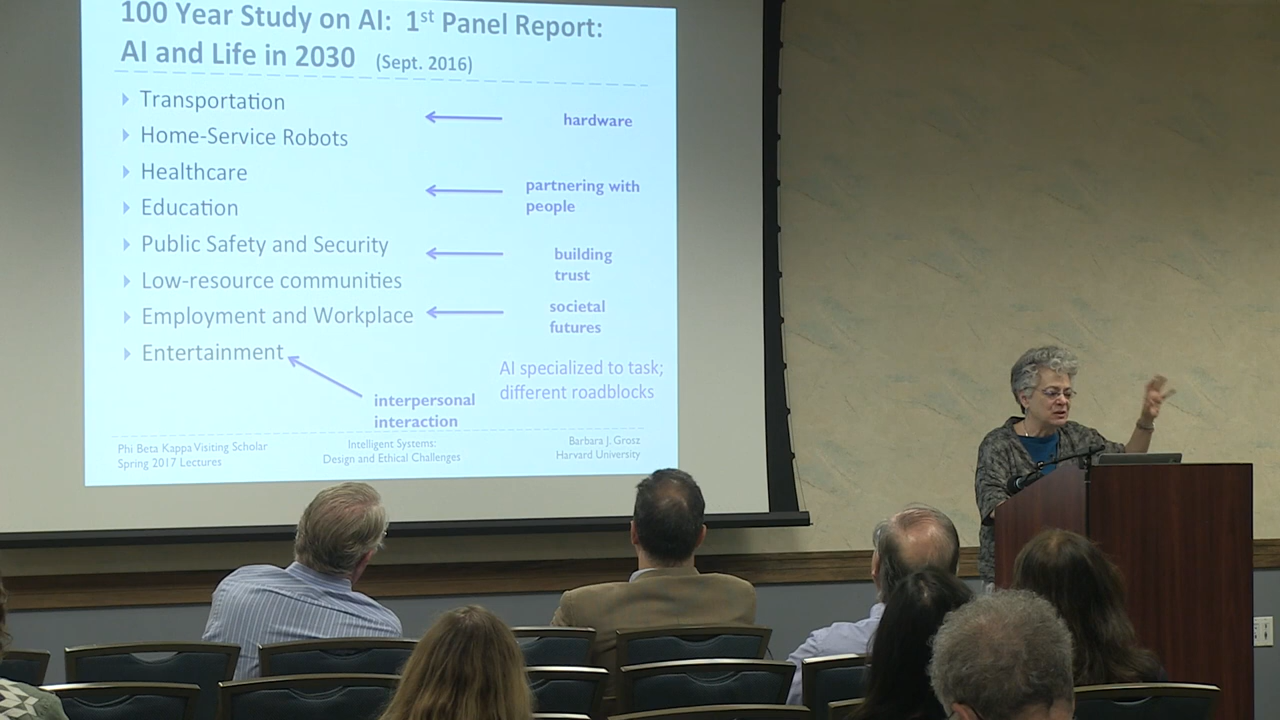 100 Year Study on AI: 1st Panel Report:
AI and Life in 2030 (Sept. 2016)
Transportation
hardware
Home-Service Robots
Healthcare
partnering with
people
Education
Public Safety and Security
building
trust
Low-resource communities
Employment and Workplace
societal
futures
Entertainment
AI specialized to task;
different roadblocks
interpersonal
interaction
Phi Beta Kappa Visiting Scholar
Spring 2017 Lectures
Intelligent Systems:
Design and Ethical Challenges
Barbara J. Grosz
Harvard University